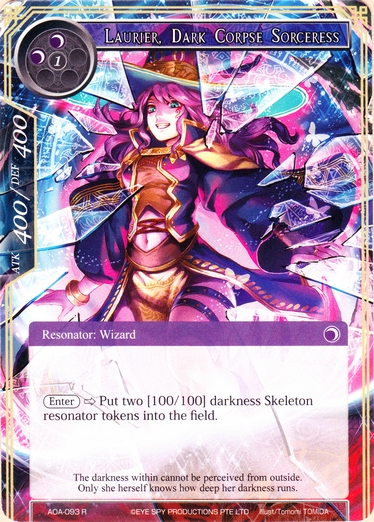 Laurier, Dark Corpse Sorceress
1
ATK 400 / DEF 400
Resonator: Wizard
Enter ⇨ Put two [100/100] darkness Skeleton
resonator tokens into the field.
The darkness within cannot be perceived from outside.
Only she herself knows how deep her darkness runs.
AOA-093 R ©EYE SPY PRODUCTIONS PTE LTD Illust/Tomomi TOMIDA